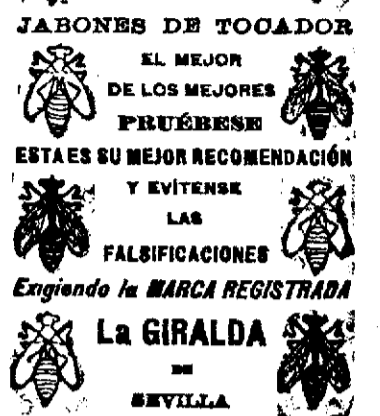 JABONES DE TOCADOR
EL MEJOR
DE LOS MEJORES
PRUÉBESE
ESTA ES SU MEJOR RECOMENDACIÓN
Y EVÍTENSE
LAS
FALSIFICACIONES
Exigiendo la MARCA REGISTRADA
La GIRALDA
DE
SEVILLA